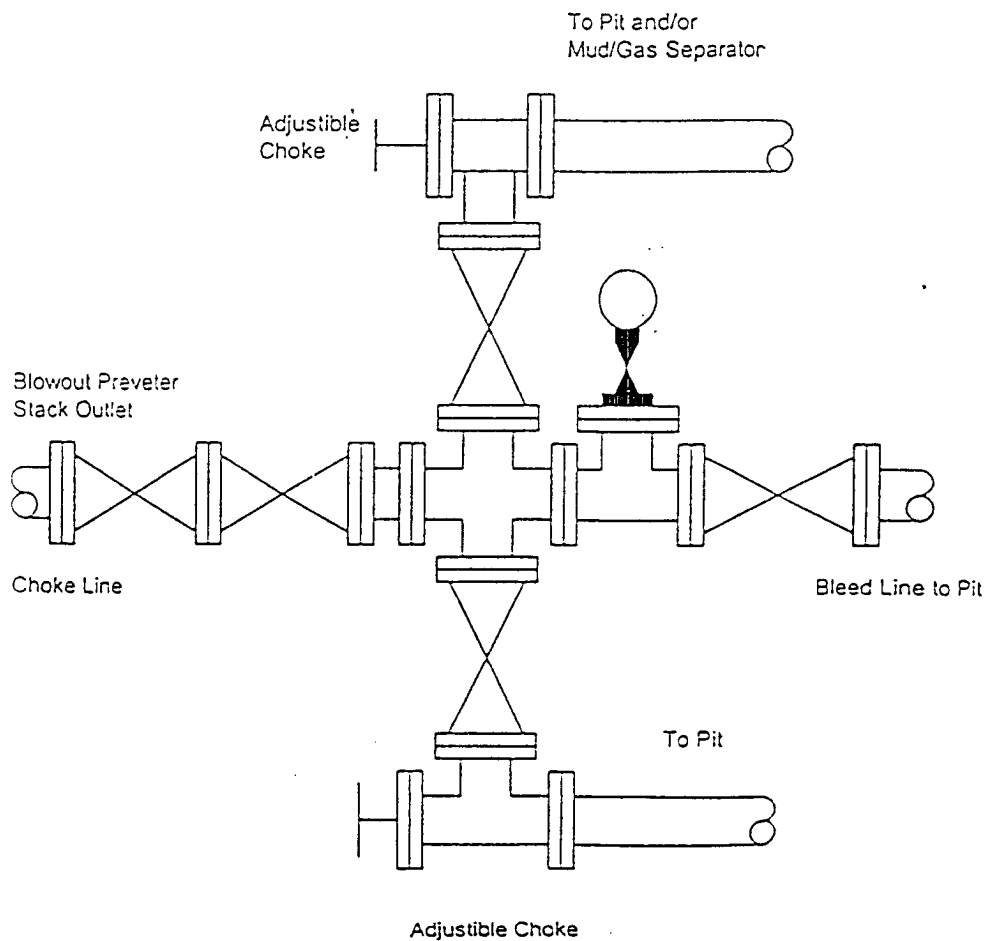 To Pit and/or
Mud/Gas Separator
Adjustible
Choke
Blowout Preveter
Stack Outlet
Choke Line
Bleed Line to Pit
To Pit
Adjustible Choke